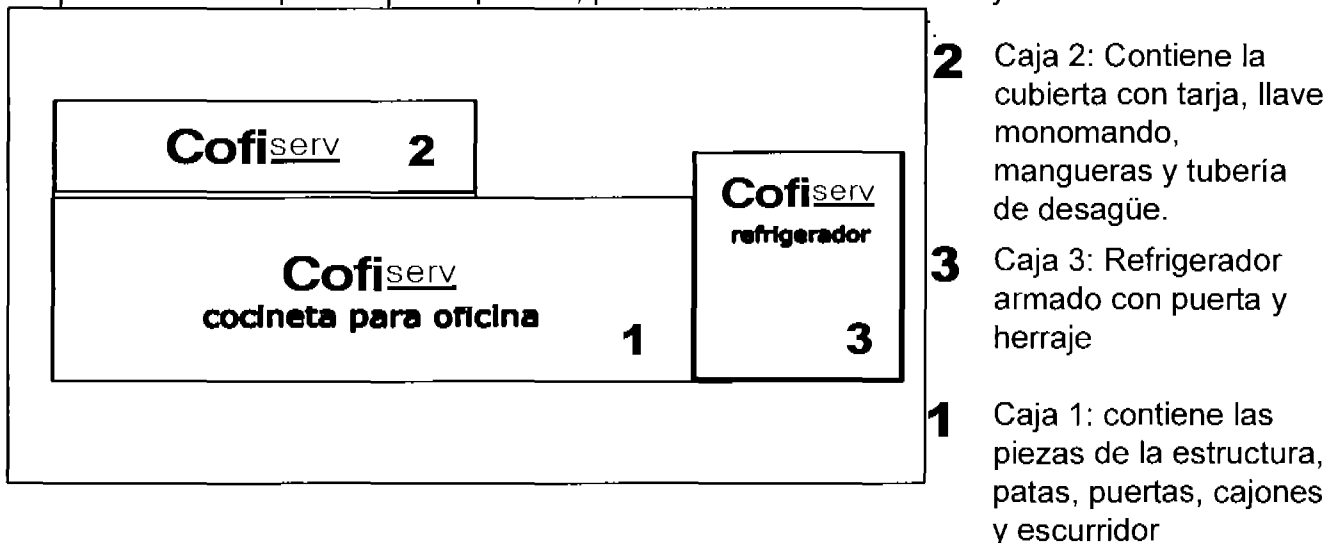 Cofiserv 2
Cofiserv
cocineta para oficina
1
Cofiserv
refrigerador
3
2 Caja 2: Contiene la
cubierta con tarja, llave
monomando,
mangueras y tubería
de desagüe.
3 Caja 3: Refrigerador
armado con puerta y
herraje
1 Caja 1: contiene las
piezas de la estructura,
patas, puertas, cajones
y escurridor